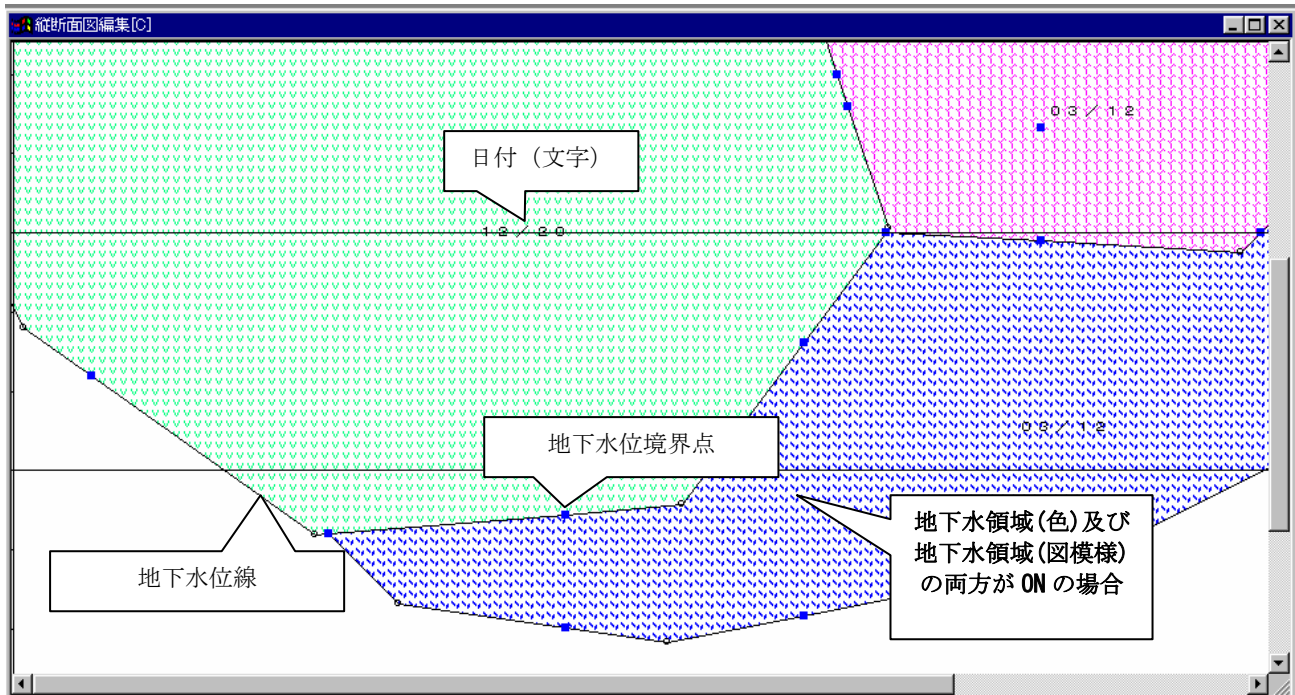 縦断面図編集[C]
03/12
日付(文字)
12/20
地下水位境界点
03/12
地下水領域(色)及び
地下水領域(図模様)
の両方が ON の場合
地下水位線